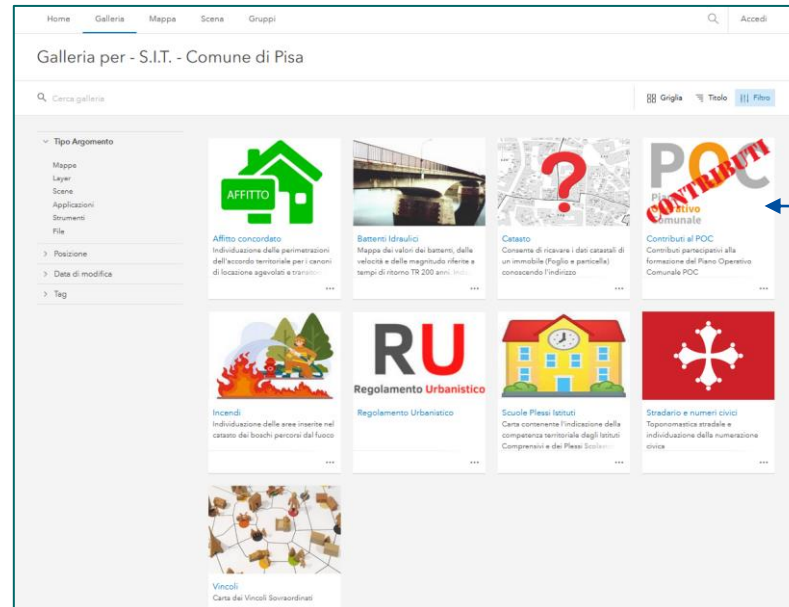 Home Galleria Mappa Scena Gruppi Accedi
Galleria per - S.I.T. - Comune di Pisa
Cerca galleria
Griglia Titolo Filtro
Tipo Argomento
Mappe
Layer
Scene
Applicazioni
Strumenti
File
Posizione
Data di modifica
Tag
AFFITTO
Affitto concordato
Individuazione dalle perimetrazioni
dell'accordo territoriale per i canoni
di locazione agevolati e transitori
Battenti Idraulici
Mappe dei valori dei battenti, delle
velocità e delle magnitudo riferite a
tempi di ritorno TR 200 anni.
Catasto
Consente di ricavare i dati catastali di
un immobile (Foglio e particella)
conoscendo l'indirizzo
POC
CONTRIBUTI
Contributi al POC
Contributi partecipativi alla
formazione del Piano Operativo
Comunale POC
Incendi
Individuazione delle aree inserite nel
catasto dei boschi percorsi dal fuoco
RU
Regolamento Urbanistico
Regolamento Urbanistico
Scuole Plessi Istituti
Carta contenente l'indicazione della
competenza territoriale degli Istituti
Comprensivi e dei Plessi
Stradario e numeri civici
Toponomastica stradale e
individuazione della numerazione
civica
Vincoli
Carta dei Vincoli Sovraordinati